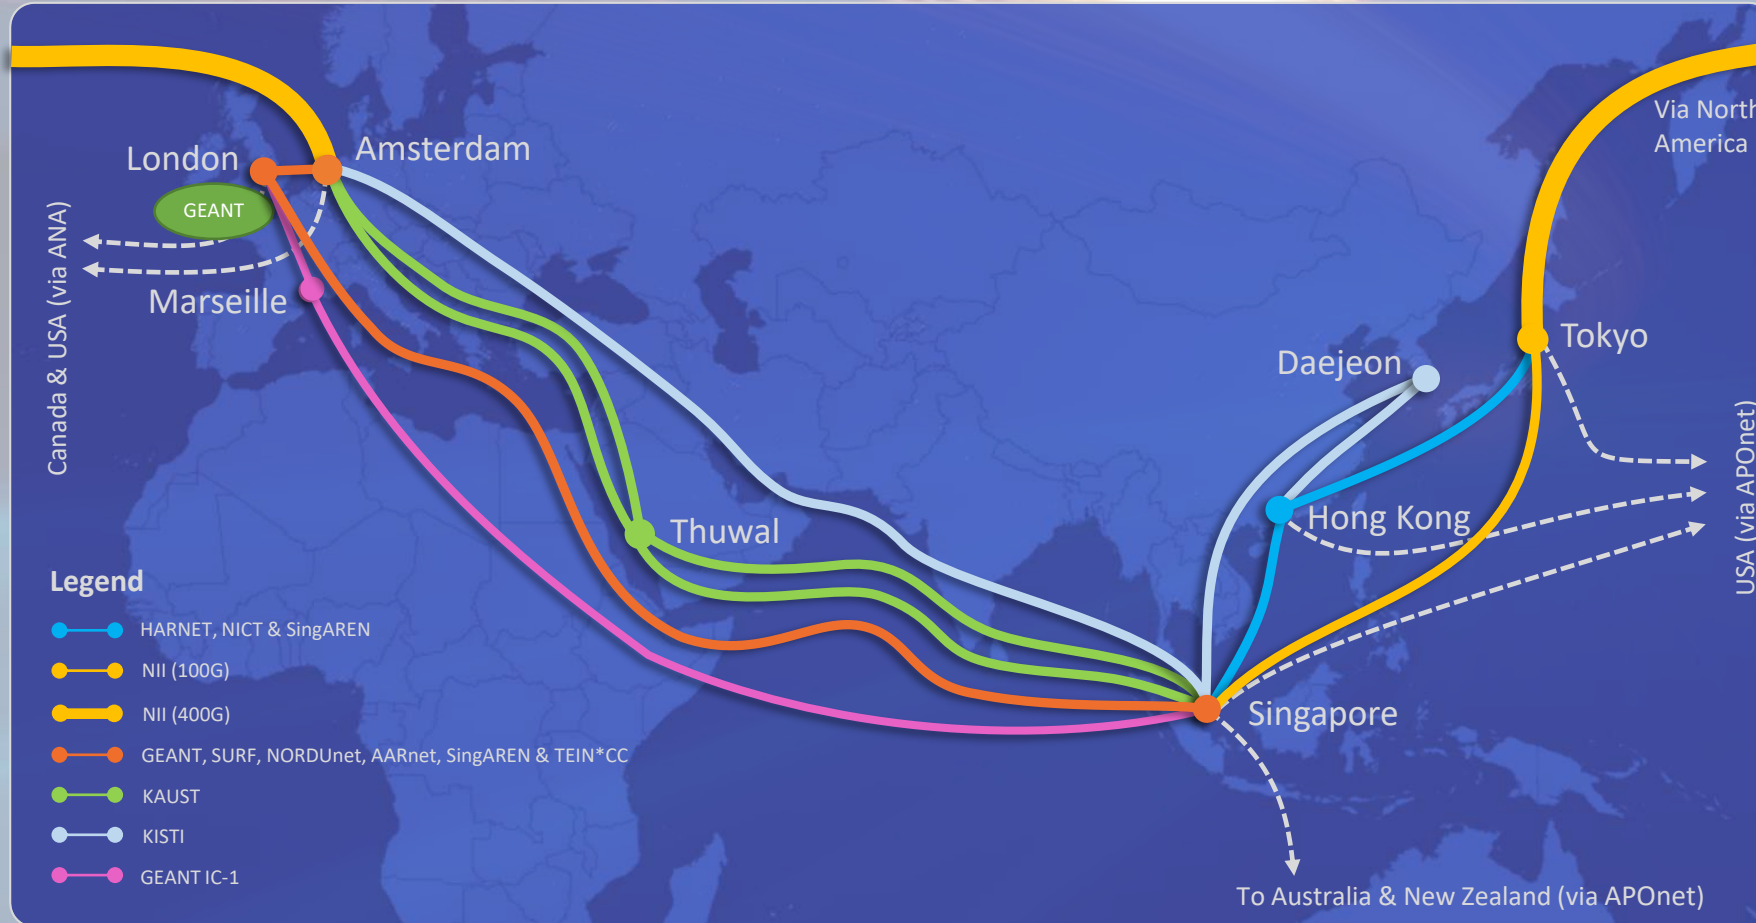 Via North
America
London
Amsterdam
GEANT
Canada & USA (via ANA)
Marseille
Tokyo
Daejeon
USA (via APOnet)
Hong Kong
Thuwal
Singapore
Legend
HARNET, NICT & SingAREN
NII (100G)
NII (400G)
GEANT, SURF, NORDUnet, AARnet, SingAREN & TEIN*CC
KAUST
KISTI
GEANT IC-1
To Australia & New Zealand (via APOnet)